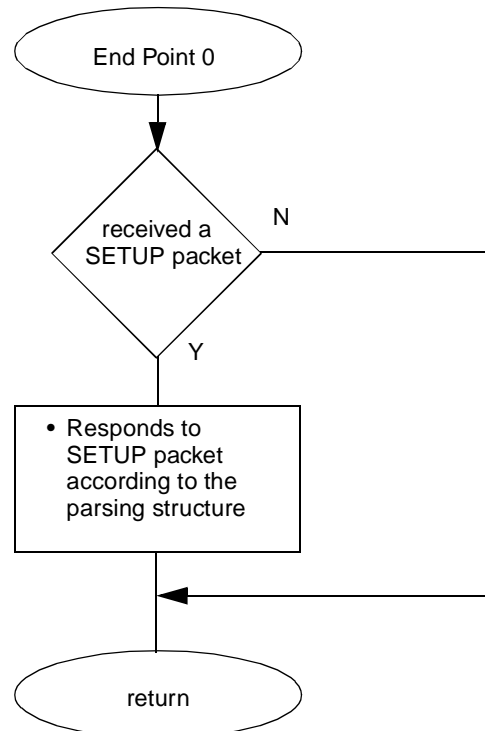 End Point 0
received a
SETUP packet
N
Y
• Responds to
SETUP packet
according to the
parsing structure
return